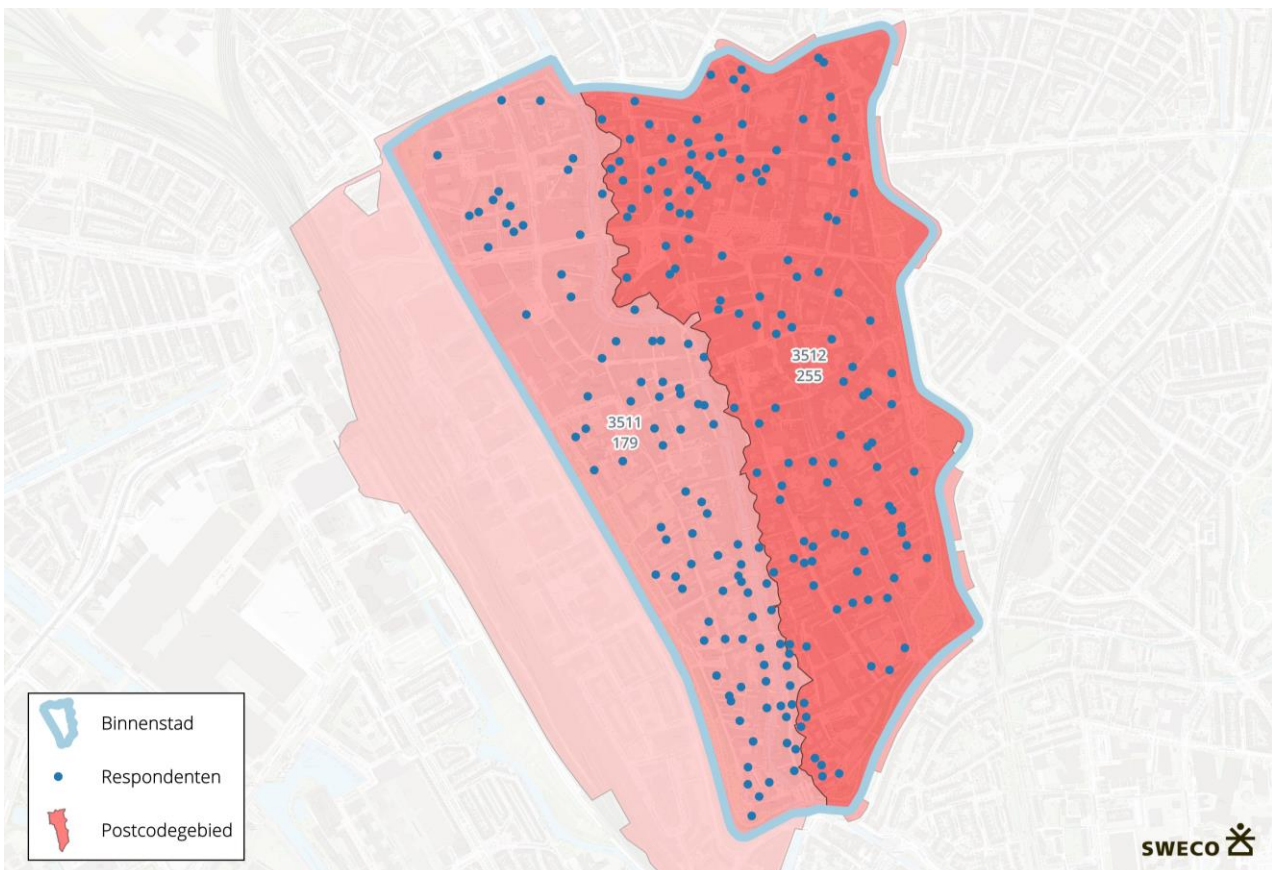 3512
255
3511
179
Binnenstad
Respondenten
Postcodegebied
SWECO